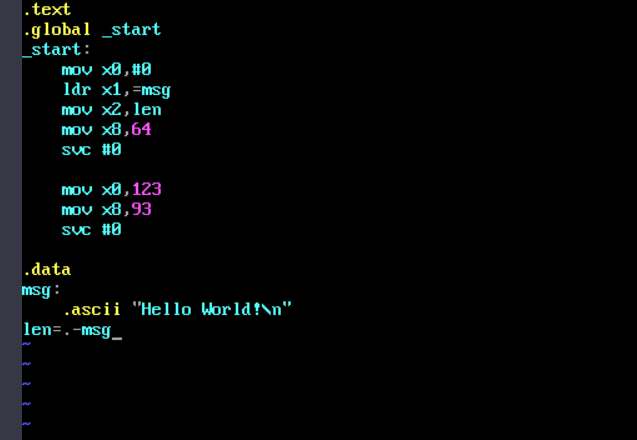 .text
.global _start
_start:
    mov x0,#0
    ldr x1,=msg
    mov x2,len
    mov x8,64
    svc #0

    mov x0,123
    mov x8,93
    svc #0

.data
msg:
    .ascii "Hello World!\n"
len=.-msg_
~
~
~
~
~